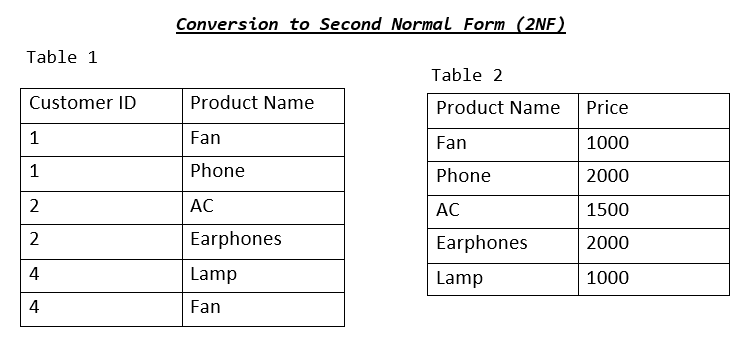 Conversion to Second Normal Form (2NF)
Table 1
Customer ID Product Name
1 Fan
1 Phone
2 AC
2 Earphones
4 Lamp
4 Fan
Table 2
Product Name Price
Fan 1000
Phone 2000
AC 1500
Earphones 2000
Lamp 1000